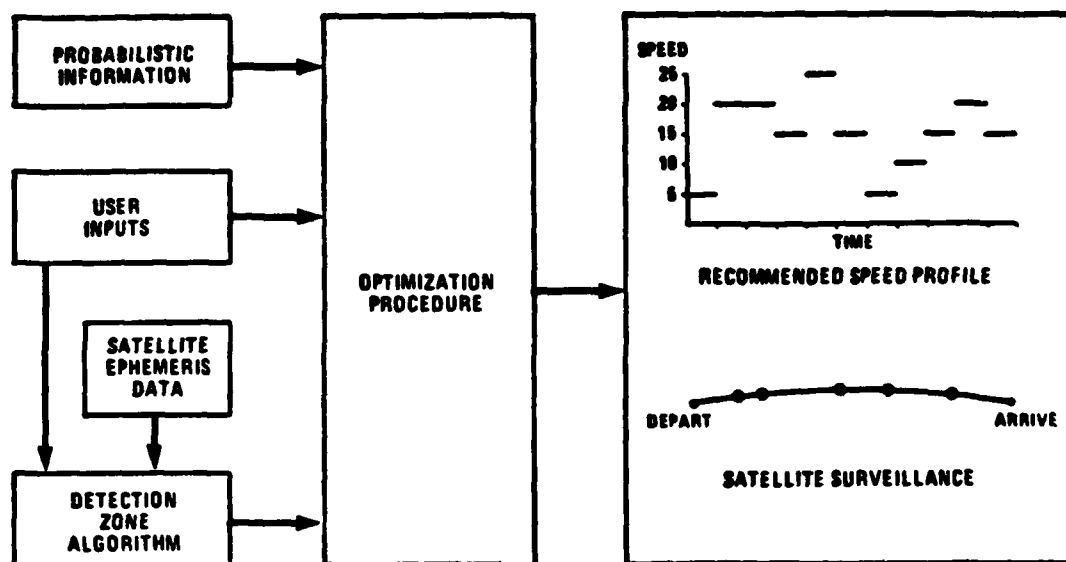 PROBABILISTIC
INFORMATION
USER
INPUTS
SATELLITE
EPHEMERIS
DATA
DETECTION
ZONE
ALGORITHM
OPTIMIZATION
PROCEDURE
SPEED
25
20
15
10
5
TIME
RECOMMENDED SPEED PROFILE
DEPART
ARRIVE
SATELLITE SURVEILLANCE